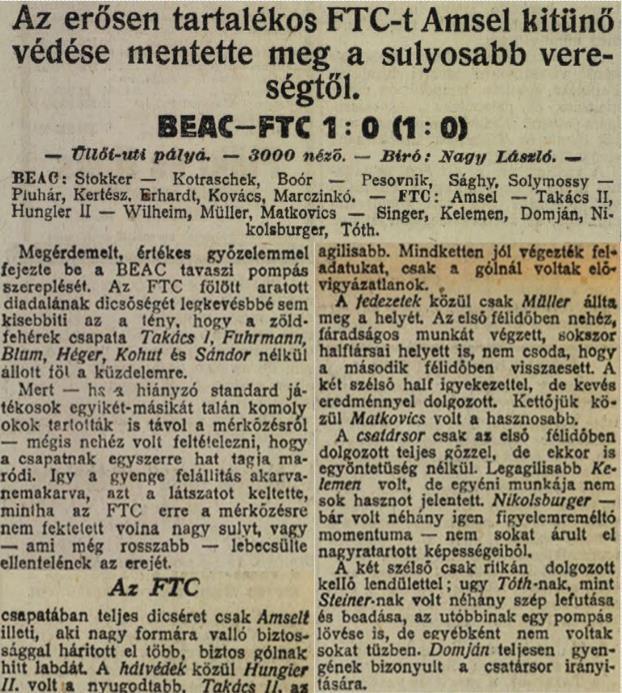 Az erősen tartalékos FTC-t Amsel kitünő
védése mentette meg a sulyosabb vere-
ségtől.
BEAC—FTC 1:0 (1:0)
— Üllői-uti pálya. — 3000 néző. — Biró: Nagy László. —
BEAC: Stokker — Kotraschek, Boór — Pesovnik, Sághy, Solymossy —
Pluhár, Kertész, Erhardt, Kovács, Marczinkó. — FTC: Amsel — Takács II,
Hungler II — Wilheim, Müller, Matkovics — Singer, Kelemen, Domján, Ni-
kolsburger, Tóth.
Megérdemelt, értékes győzelemmel
fejezte be a BEAC tavaszi pompás
szereplését. Az FTC fölött aratott
diadalának dicsőségét legkevésbbé sem
kisebbiti az a tény, hogy a zöld-
fehérek csapata Takács I, Fuhrmann,
Blum, Héger, Kohut és Sándor nélkül
állott föl a küzdelemre.
Mert — ha a hiányzó standard já-
tékosok egyikét-másikát talán komoly
okok tartották is távol a mérkőzésről
— mégis nehéz volt feltételezni, hogy
a csapatnak egyszerre hat tagja ma-
ródi. Igy a gyenge felállitás akarva-
nemakarva, azt a látszatot keltette,
mintha az FTC erre a mérkőzésre
nem fektetett volna nagy sulyt, vagy
— ami még rosszabb — lebecsülte
ellentelének az erejét.
Az FTC
csapatában teljes dicséret csak Amselt
illeti, aki nagy formára valló biztos-
sággal háritott el több, biztos gólnak
hitt labdát. A hátvédek közül Hungler
II. volt a nyugodtabb, Takács II. az
agilisabb. Mindketten jól végezték fel-
adatukat, csak a gólnál voltak elő-
vigyázatlanok.
A fedezetek közül csak Müller állta
meg a helyét. Az első félidőben nehéz,
fáradságos munkát végzett, sokszor
halftársai helyett is, nem csoda, hogy
a második félidőben visszaesett. A
két szélső half igyekezettel, de kevés
eredménnyel dolgozott. Kettőjük kö-
zül Matkovics volt a hasznosabb.
A csatársor csak az első félidőben
dolgozott teljes gőzzel, de ekkor is
egyöntetüség nélkül. Legagilisabb Ke-
lemen volt, de egyéni munkája nem
sok hasznot jelentett. Nikolsburger —
bár volt néhány igen figyelemreméltó
momentuma — nem sokat árult el
nagyratartott képességeiből.
A két szélső csak ritkán dolgozott
kellő lendülettel; ugy Tóth-nak, mint
Steiner-nak volt néhány szép lefutása
és beadása, az utóbbinak egy pompás
lövése is, de egyébként nem voltak
sokat tüzben. Domján teljesen gyen-
gének bizonyult a csatársor irányi-
tására.